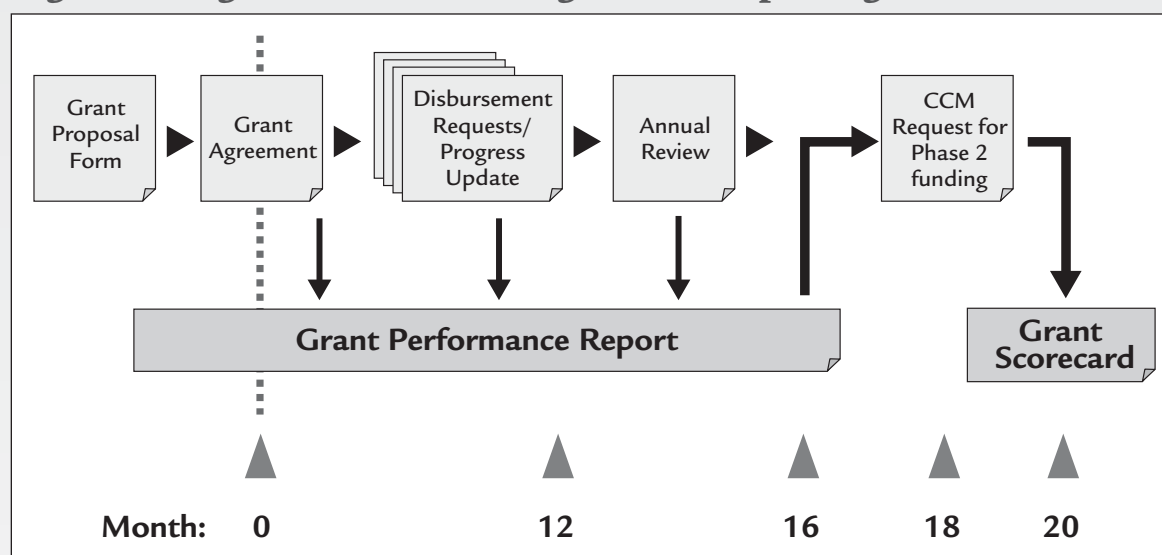 Grant
Proposal
Form
Grant
Agreement
Disbursement
Requests/
Progress
Update
Annual
Review
CCM
Request for
Phase 2
funding
Grant Performance Report
Grant
Scorecard
Month: 0 12 16 18 20